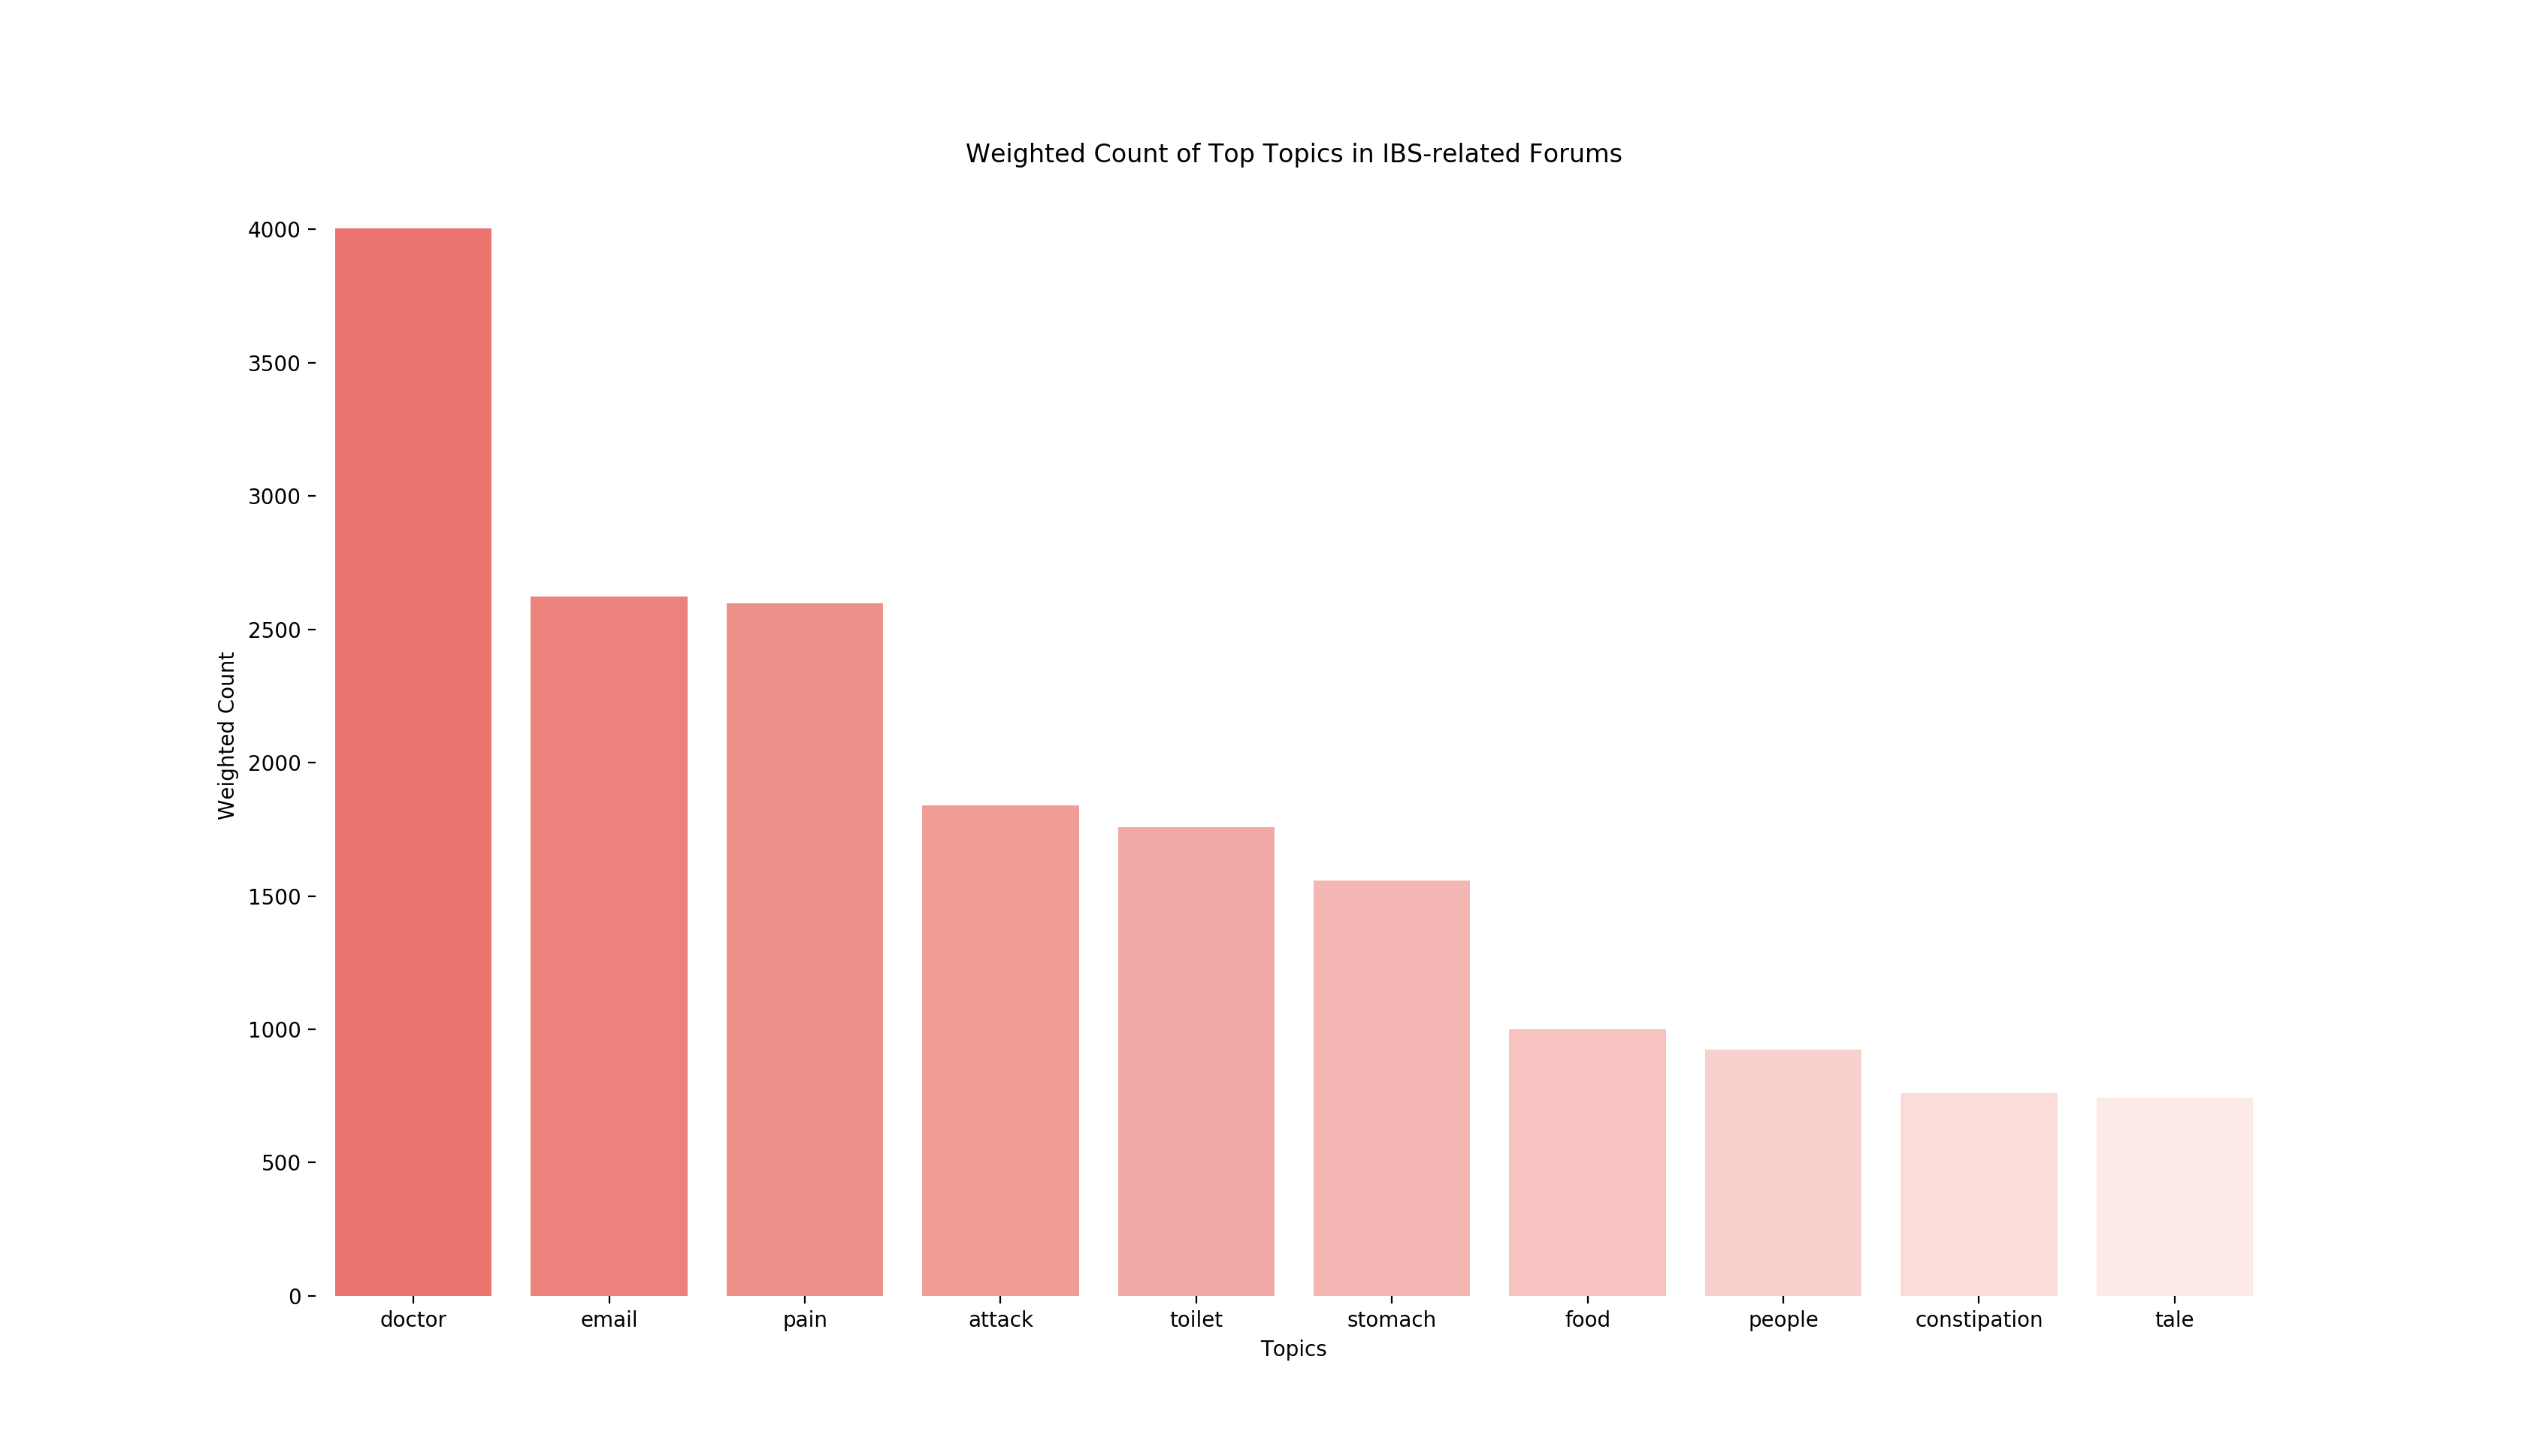 Weighted Count of Top Topics in IBS-related Forums
4000
3500
3000
2500
2000
1500
1000
500
0
Weighted Count
doctor email pain attack toilet stomach food people constipation tale
Topics